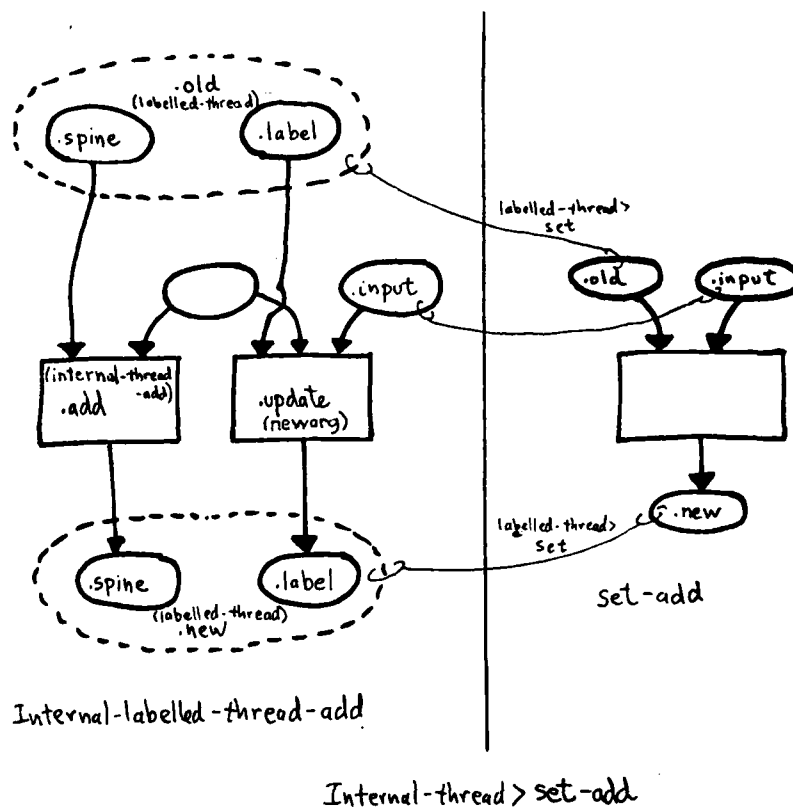 .old
(labelled-thread)
.spine
.label
labelled-thread>
set
.input
.old
.input
(internal-thread
-add)
.add
.update
(newarg)
labelled-thread>
set
.new
.spine
.label
(labelled-thread)
.new
set-add
Internal-labelled-thread-add
Internal-thread > set-add